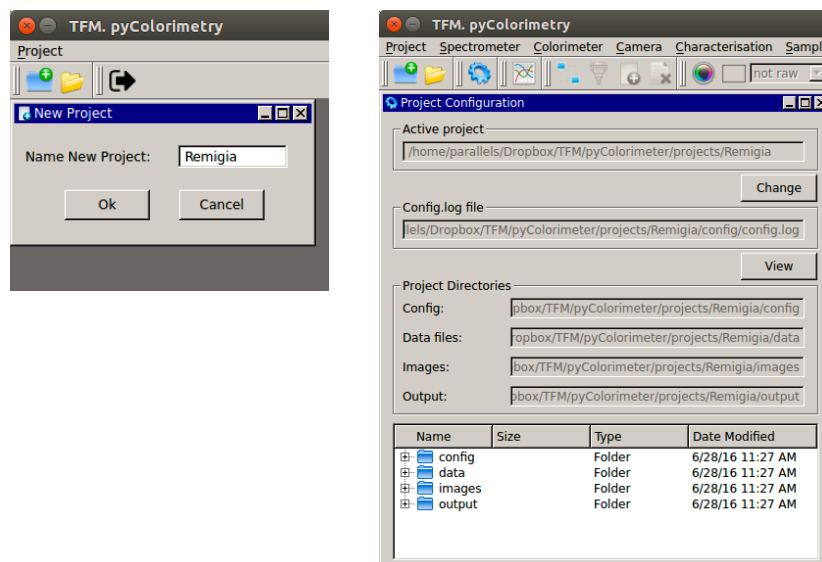 TFM. pyColorimetry
Project
New Project
Name New Project: Remigia
Ok Cancel
TFM. pyColorimetry
Project Spectrometer Colorimeter Camera Characterisation Sampl
not raw
Project Configuration
Active project
/home/parallels/Dropbox/TFM/pyColorimeter/projects/Remigia
Change
Config.log file
lels/Dropbox/TFM/pyColorimeter/projects/Remigia/config/config.log
View
Project Directories
Config: pbox/TFM/pyColorimeter/projects/Remigia/config
Data files: ropbox/TFM/pyColorimeter/projects/Remigia/data
Images: box/TFM/pyColorimeter/projects/Remigia/images
Output: pbox/TFM/pyColorimeter/projects/Remigia/output
Name Size Type Date Modified
config Folder 6/28/16 11:27 AM
data Folder 6/28/16 11:27 AM
images Folder 6/28/16 11:27 AM
output Folder 6/28/16 11:27 AM